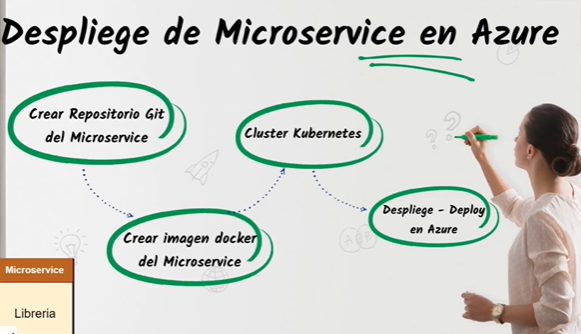 Despliege de Microservice en Azure
Crear Repositorio Git
del Microservice
Cluster Kubernetes
Crear imagen docker
del Microservice
Despliege - Deploy
en Azure
? ?
A B
Microservice
Libreria